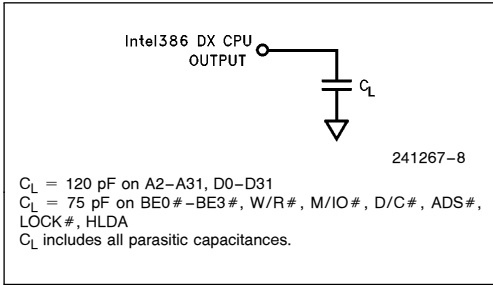 Intel386 DX CPU
OUTPUT
CL
241267–8
CL = 120 pF on A2–A31, D0–D31
CL = 75 pF on BE0#–BE3#, W/R#, M/IO#, D/C#, ADS#,
LOCK#, HLDA
CL includes all parasitic capacitances.